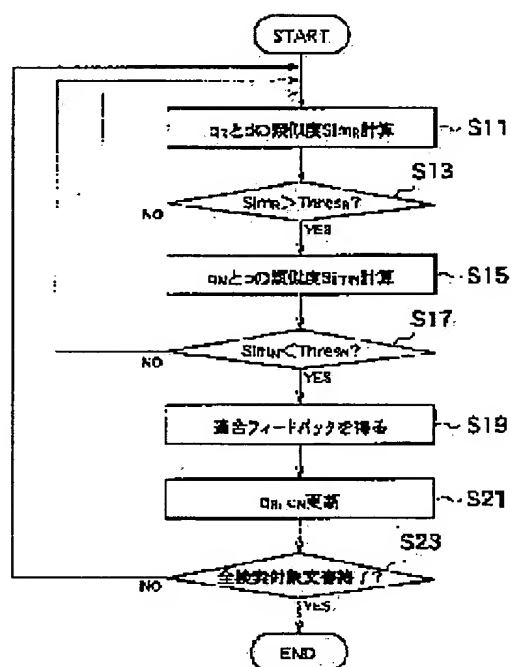 START
qRとdの類似度SimR計算
S11
S13
SimR>ThresR?
NO
YES
qNとdの類似度SimN計算
S15
S17
SimN<ThresN?
NO
YES
適合フィードバックを得る
S19
qR, qN更新
S21
S23
全検索対象文書終了?
NO
YES
END